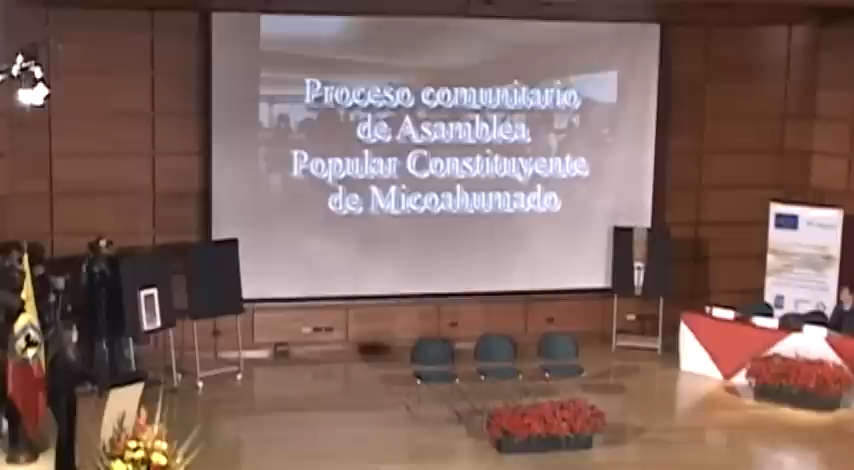 Proceso comunitario
de Asamblea
Popular Constituyente
de Micoahumado